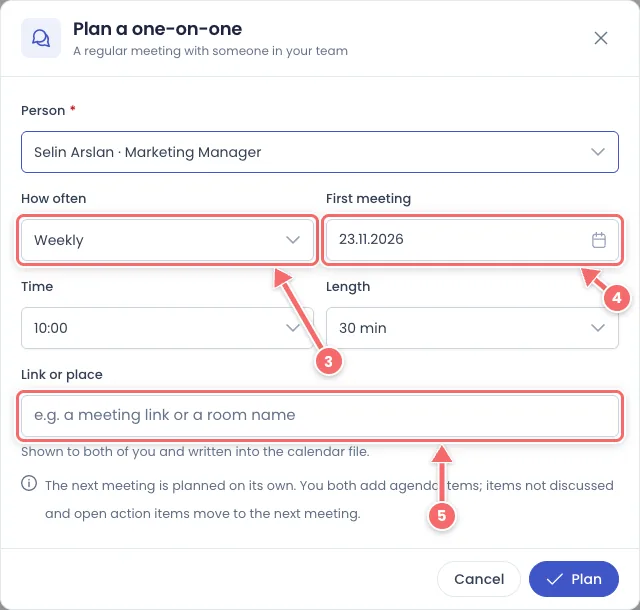 Plan a one-on-one
A regular meeting with someone in your team
Person *
Selin Arslan · Marketing Manager
How often
First meeting
Weekly
23.11.2026
4
Time
Length
10:00
30 min
3
Link or place
e.g. a meeting link or a room name
Shown to both of you and written into the calendar file.
The next meeting is planned on its own. You both add agenda items; items not discussed
and open action items move to the next meeting.
5
Cancel
Plan